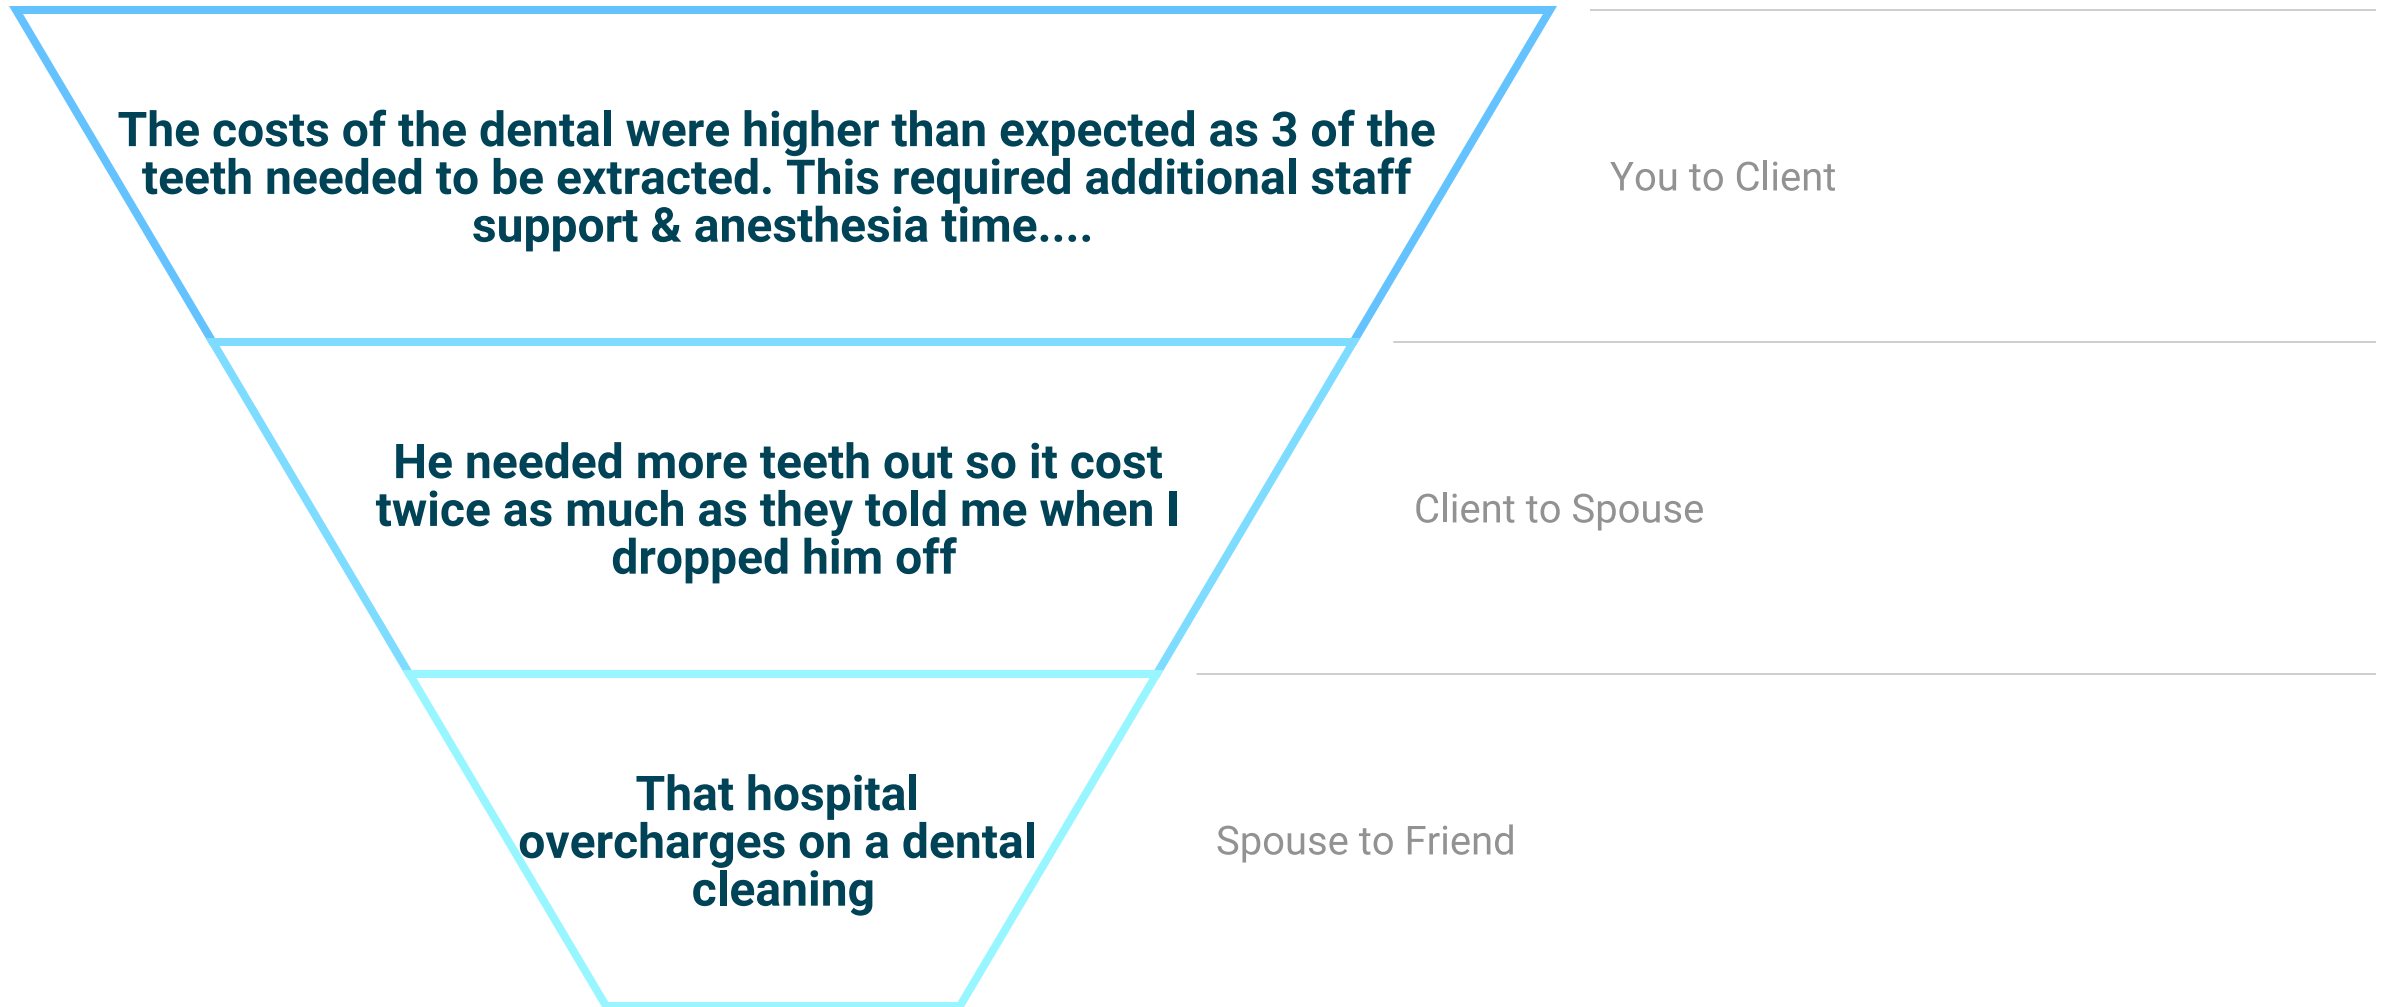 The costs of the dental were higher than expected as 3 of the
teeth needed to be extracted. This required additional staff
support & anesthesia time....
You to Client
He needed more teeth out so it cost
twice as much as they told me when I
dropped him off
Client to Spouse
That hospital
overcharges on a dental
cleaning
Spouse to Friend